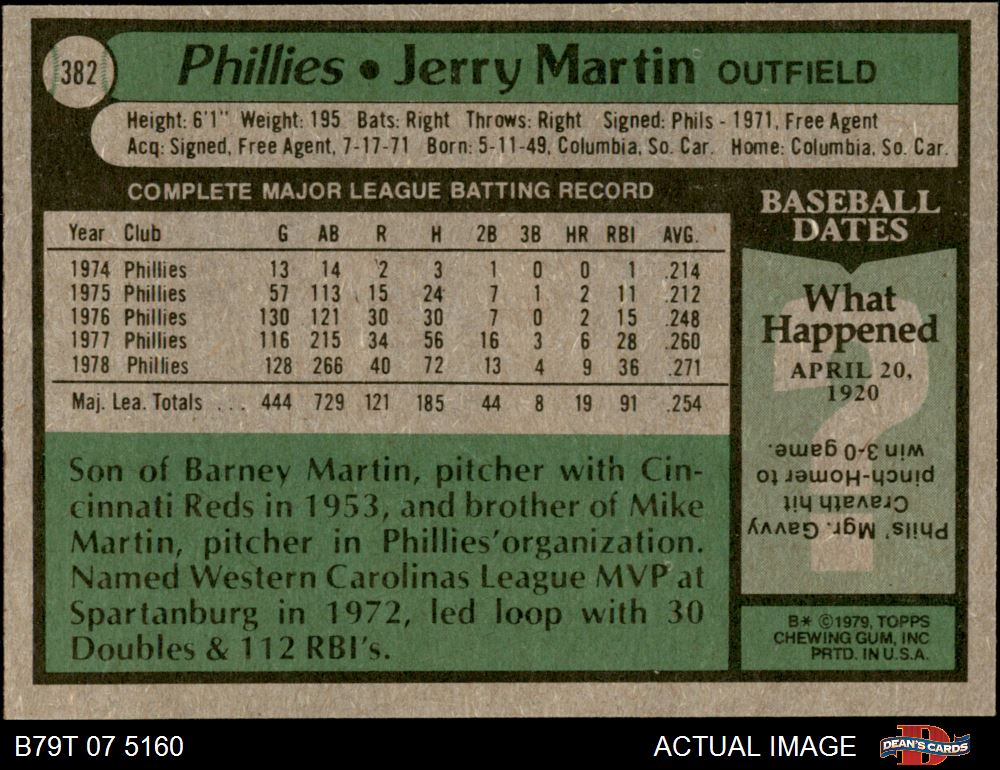 382
Phillies • Jerry Martin OUTFIELD
Height: 6'1" Weight: 195 Bats: Right Throws: Right Signed: Phils - 1971, Free Agent
Acq: Signed, Free Agent, 7-17-71 Born: 5-11-49, Columbia, So. Car. Home: Columbia, So. Car.
COMPLETE MAJOR LEAGUE BATTING RECORD
Year Club G AB R H 2B 3B HR RBI AVG.
1974 Phillies 13 14 2 3 1 0 0 1 .214
1975 Phillies 57 113 15 24 7 1 2 11 .212
1976 Phillies 130 121 30 30 7 0 2 15 .248
1977 Phillies 116 215 34 56 16 3 6 28 .260
1978 Phillies 128 266 40 72 13 4 9 36 .271
Maj. Lea. Totals ... 444 729 121 185 44 8 19 91 .254
Son of Barney Martin, pitcher with Cin-
cinnati Reds in 1953, and brother of Mike
Martin, pitcher in Phillies'organization.
Named Western Carolinas League MVP at
Spartanburg in 1972, led loop with 30
Doubles & 112 RBI's.
BASEBALL
DATES
?
What
Happened
APRIL 20,
1920
Phils' Mgr. Gavvy
Cravath hit
pinch-Homer to
win 3-0 game.
B* ©1979, TOPPS
CHEWING GUM, INC
PRTD. IN U.S.A.
B79T 07 5160
ACTUAL IMAGE
D
DEAN'S CARDS